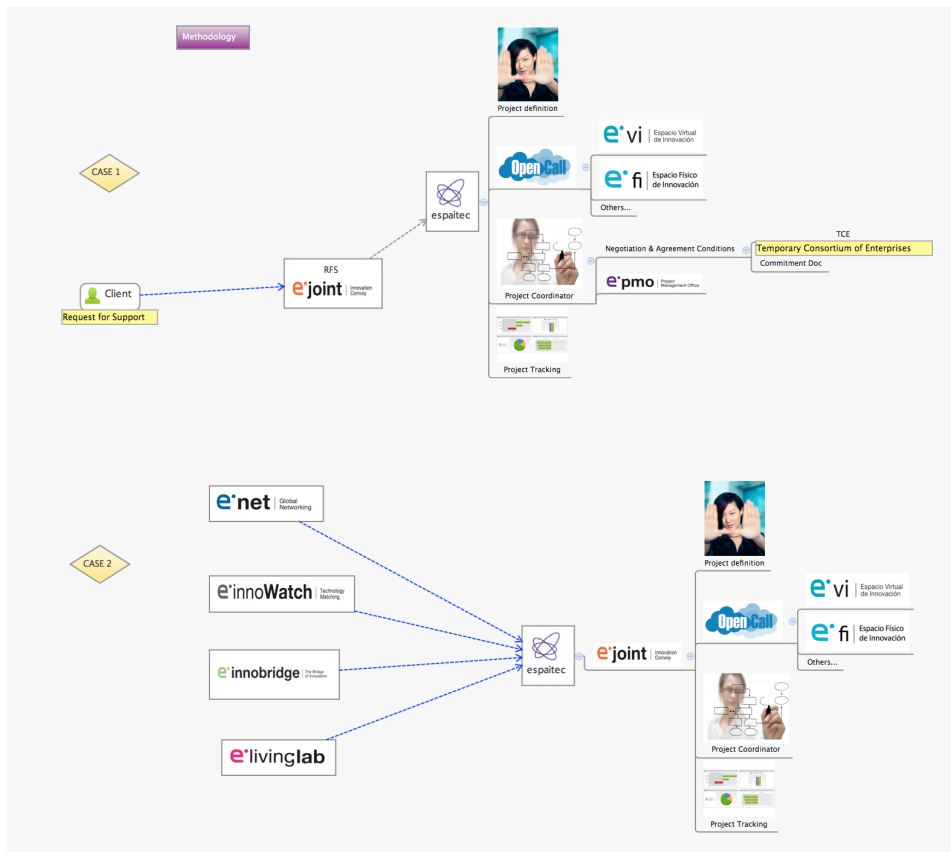 Methodology
Project definition
CASE 1
Open Call
e·vi | Espacio Virtual
de Innovación
e·fi | Espacio Físico
de Innovación
Others...
espaitec
RFS
e·joint | Innovation
Convoy
Client
Request for Support
Project Coordinator
Negotiation & Agreement Conditions
e·pmo | Project
Management Office
TCE
Temporary Consortium of Enterprises
Commitment Doc
Project Tracking
CASE 2
e·net | Global
Networking
e·innoWatch | Technology
Matching
e·innobridge | The Bridge
of Innovation
e·livinglab
espaitec
e·joint | Innovation
Convoy
Project definition
Open Call
e·vi | Espacio Virtual
de Innovación
e·fi | Espacio Físico
de Innovación
Others...
Project Coordinator
Project Tracking